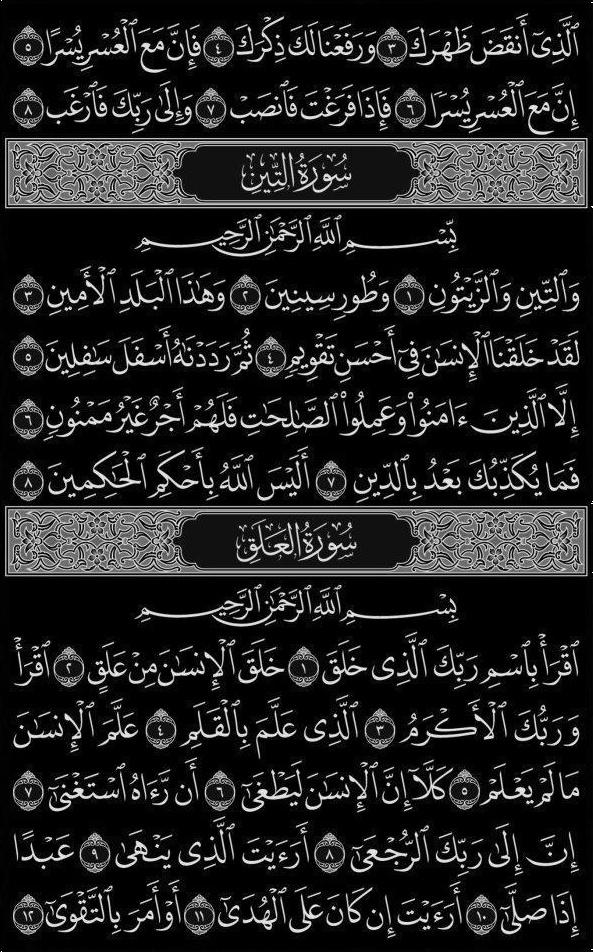 ٱلَّذِىٓ أَنقَضَ ظَهْرَكَ ٣ وَرَفَعْنَا لَكَ ذِكْرَكَ ٤ فَإِنَّ مَعَ ٱلْعُسْرِ يُسْرًا ٥
إِنَّ مَعَ ٱلْعُسْرِ يُسْرًا ٦ فَإِذَا فَرَغْتَ فَٱنصَبْ ٧ وَإِلَىٰ رَبِّكَ فَٱرْغَب ٨
سُورَةُ التِّينِ
بِسْمِ ٱللَّهِ ٱلرَّحْمَٰنِ ٱلرَّحِيمِ
وَٱلتِّينِ وَٱلزَّيْتُونِ ١ وَطُورِ سِينِينَ ٢ وَهَٰذَا ٱلْبَلَدِ ٱلْأَمِينِ ٣
لَقَدْ خَلَقْنَا ٱلْإِنسَٰنَ فِىٓ أَحْسَنِ تَقْوِيمٍ ٤ ثُمَّ رَدَدْنَٰهُ أَسْفَلَ سَٰفِلِينَ ٥
إِلَّا ٱلَّذِينَ ءَامَنُوا۟ وَعَمِلُوا۟ ٱلصَّٰلِحَٰتِ فَلَهُمْ أَجْرٌ غَيْرُ مَمْنُونٍ ٦
فَمَا يُكَذِّبُكَ بَعْدُ بِٱلدِّينِ ٧ أَلَيْسَ ٱللَّهُ بِأَحْكَمِ ٱلْحَٰكِمِينَ ٨
سُورَةُ العَلَقِ
بِسْمِ ٱللَّهِ ٱلرَّحْمَٰنِ ٱلرَّحِيمِ
ٱقْرَأْ بِٱسْمِ رَبِّكَ ٱلَّذِى خَلَقَ ١ خَلَقَ ٱلْإِنسَٰنَ مِنْ عَلَقٍ ٢ ٱقْرَأْ
وَرَبُّكَ ٱلْأَكْرَمُ ٣ ٱلَّذِى عَلَّمَ بِٱلْقَلَمِ ٤ عَلَّمَ ٱلْإِنسَٰنَ
مَا لَمْ يَعْلَمْ ٥ كَلَّآ إِنَّ ٱلْإِنسَٰنَ لَيَطْغَىٰٓ ٦ أَن رَّءَاهُ ٱسْتَغْنَىٰٓ ٧
إِنَّ إِلَىٰ رَبِّكَ ٱلرُّجْعَىٰٓ ٨ أَرَءَيْتَ ٱلَّذِى يَنْهَىٰ ٩ عَبْدًا
إِذَا صَلَّىٰٓ ١٠ أَرَءَيْتَ إِن كَانَ عَلَى ٱلْهُدَىٰٓ ١١ أَوْ أَمَرَ بِٱلتَّقْوَىٰٓ ١٢